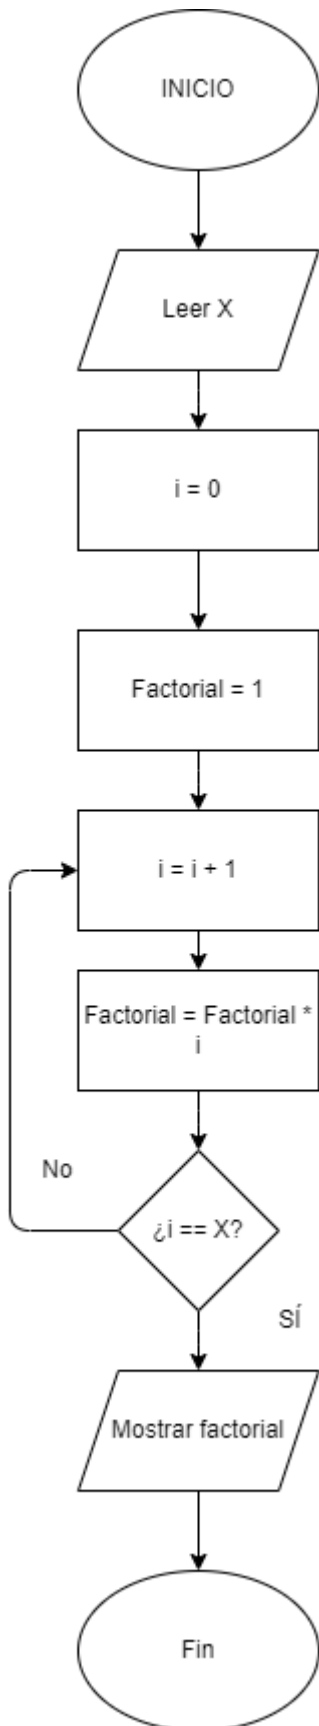 INICIO
Leer X
i = 0
Factorial = 1
i = i + 1
Factorial = Factorial *
i
No
¿i == X?
SÍ
Mostrar factorial
Fin